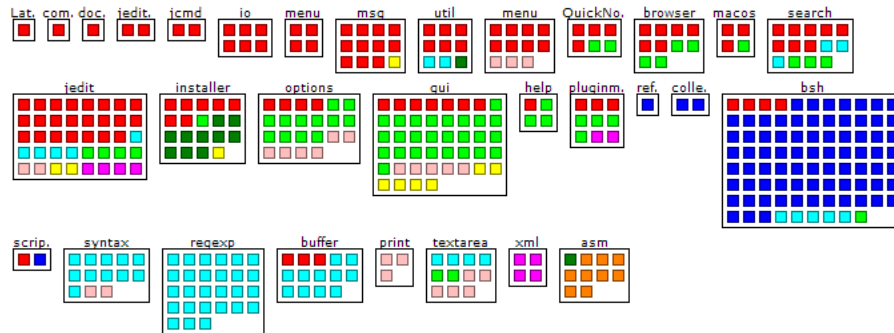 Lat. com. doc. jedit. jcmd io menu msg util menu QuickNo. browser macos search
jedit installer options gui help pluginm. ref. colle. bsh
scrip. syntax regexp buffer print textarea xml asm